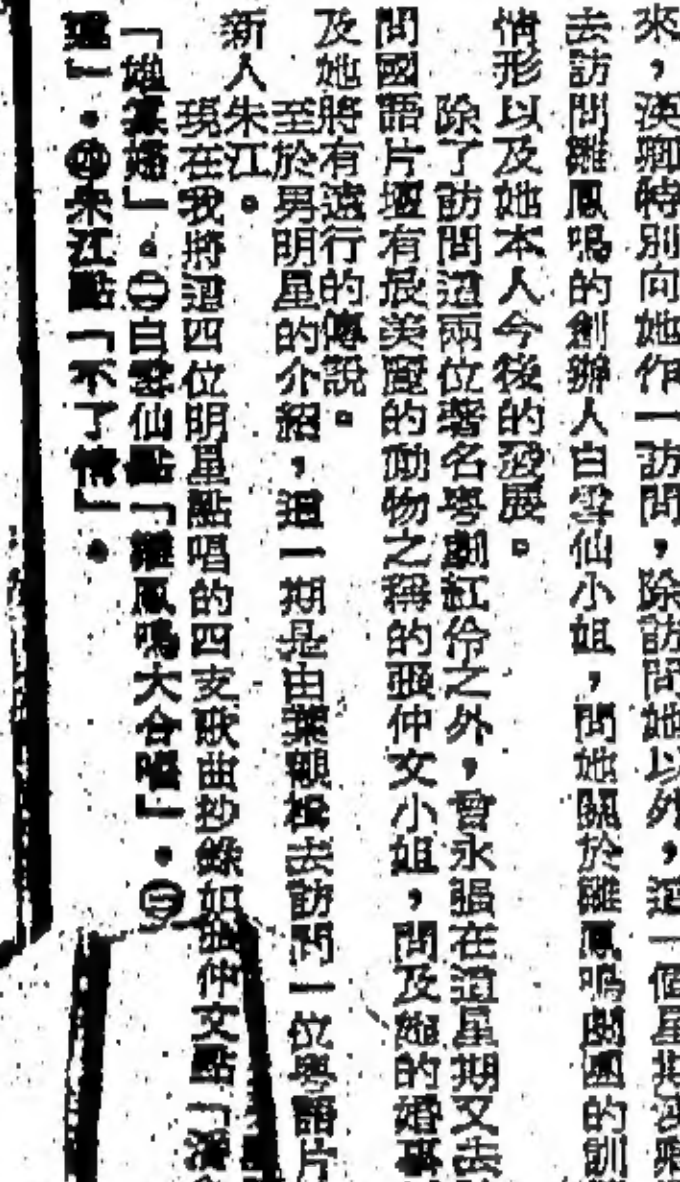 來，漢琊特別向她作一訪問，除訪問她以外，這一個星期
去訪問雛鳳鳴的創辦人白雪仙小姐，問她關於雛鳳鳴劇團的訓
情形以及她本人今後的發展。
除了訪問這兩位著名粵劇紅伶之外，曾永強在這星期又去
問國語片壇有最美麗的動物之稱的張仲文小姐，問及她的婚事
及她將有遠行的傳說。
至於男明星的介紹，這一期是由葉觀楫去訪問一位粵語片
新人朱江。
現在我將這四位明星點唱的四支歌曲抄錄如
「 」。㊁白雪仙點「雛鳳鳴大合唱」。㊂
張仲文點「
」。㊃朱江點「不了情」。